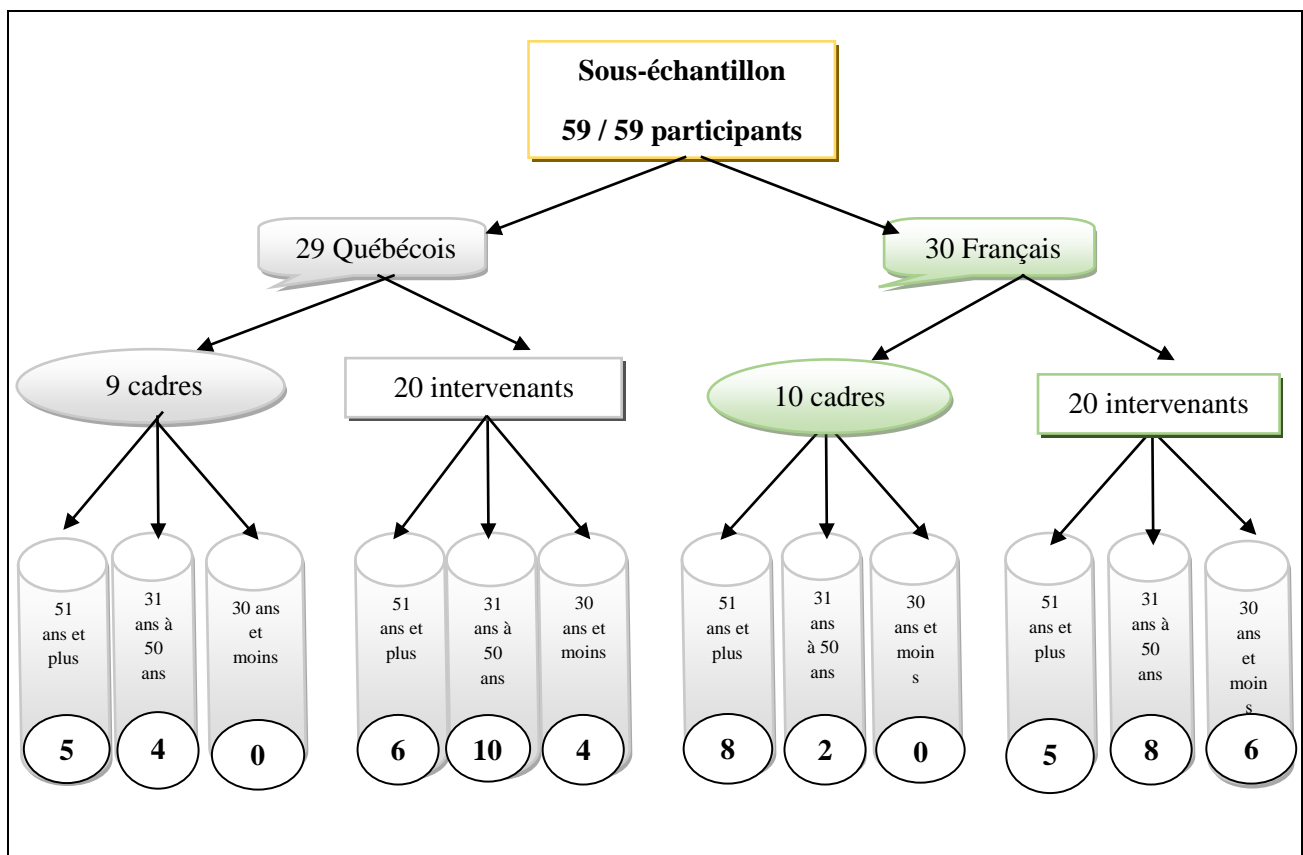 Sous-échantillon
59 / 59 participants
29 Québécois
30 Français
9 cadres
20 intervenants
10 cadres
20 intervenants
51
ans et
plus
31
ans à
50
ans
30 ans
et
moins
51
ans et
plus
31
ans à
50
ans
30
ans et
moins
51
ans et
plus
31
ans
à 50
ans
30
ans et
moin
s
51
ans et
plus
31
ans à
50
ans
30
ans
et
moin
s
5
4
0
6
10
4
8
2
0
5
8
6